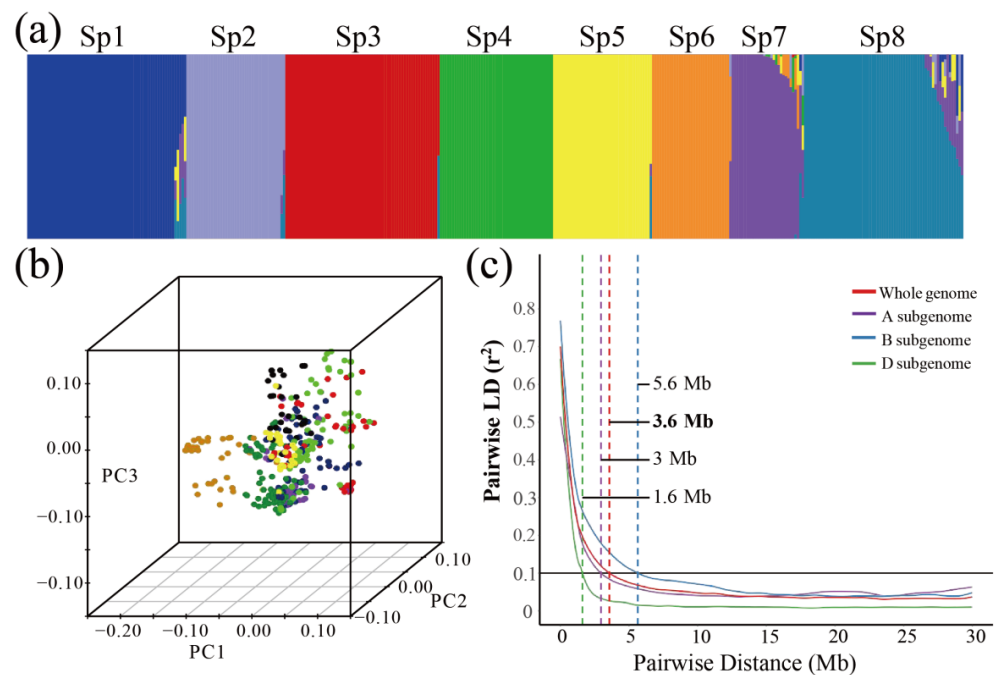 (a)
Sp1 Sp2 Sp3 Sp4 Sp5 Sp6 Sp7 Sp8
(b)
0.10
0.00
PC3
−0.10
−0.10
−0.20 −0.10 0.00 0.10
PC1
−0.10
0.00
0.10
PC2
(c)
Pairwise LD (r²)
0.8
0.7
0.6
0.5
0.4
0.3
0.2
0.1
0
Whole genome
A subgenome
B subgenome
D subgenome
5.6 Mb
3.6 Mb
3 Mb
1.6 Mb
0 5 10 15 20 25 30
Pairwise Distance (Mb)